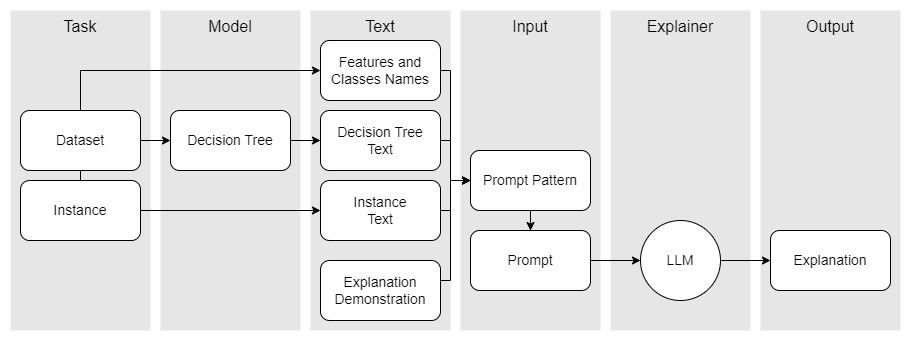 Task
Model
Text
Input
Explainer
Output
Features and
Classes Names
Dataset
Decision Tree
Decision Tree
Text
Prompt Pattern
Instance
Instance
Text
Prompt
LLM
Explanation
Explanation
Demonstration